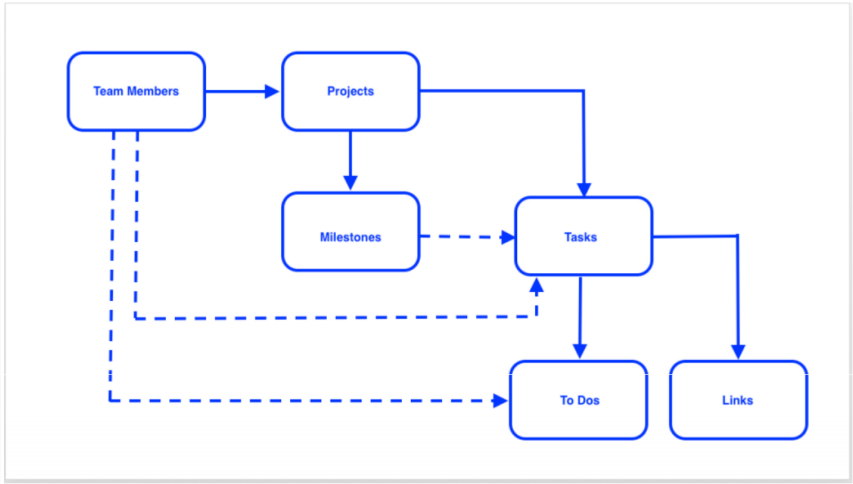 Team Members
Projects
Milestones
Tasks
To Dos
Links